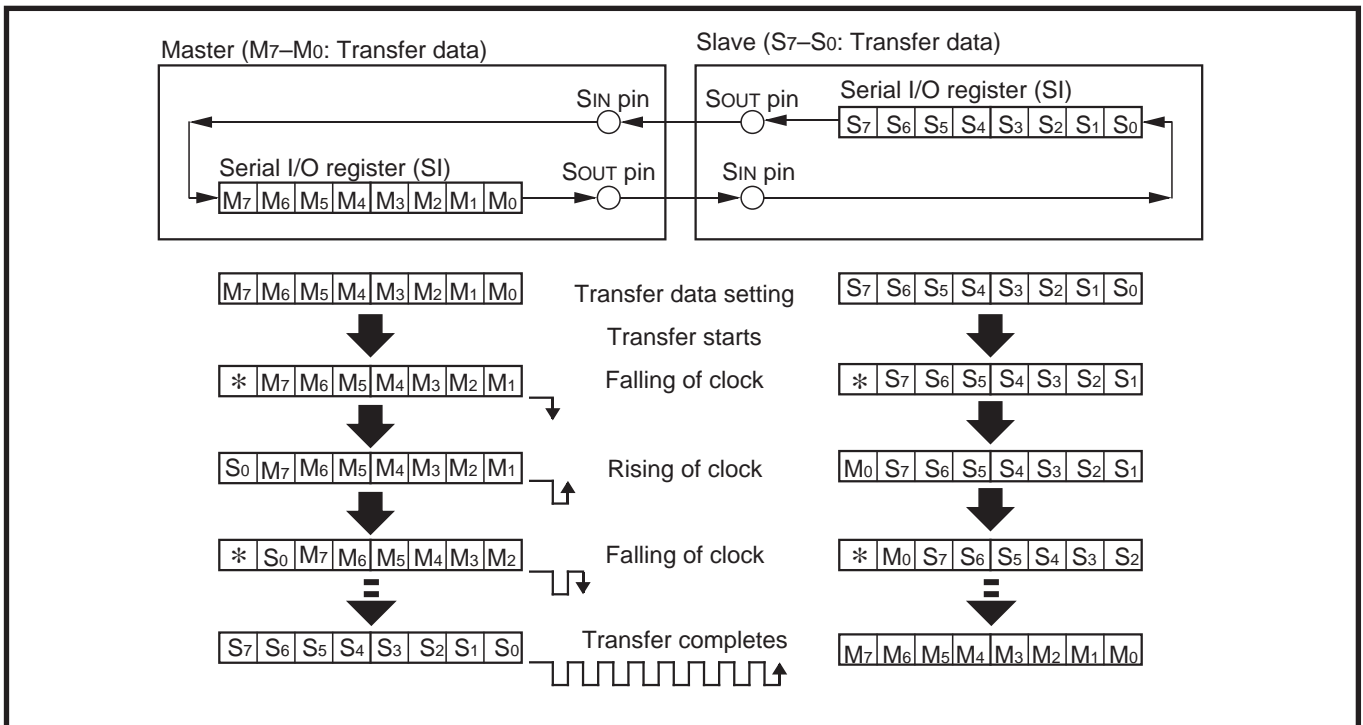 Master (M7–M0: Transfer data)
Slave (S7–S0: Transfer data)
SIN pin
SOUT pin
Serial I/O register (SI)
S7 S6 S5 S4 S3 S2 S1 S0
Serial I/O register (SI)
SOUT pin
SIN pin
M7 M6 M5 M4 M3 M2 M1 M0
M7 M6 M5 M4 M3 M2 M1 M0
Transfer data setting
S7 S6 S5 S4 S3 S2 S1 S0
Transfer starts
* M7 M6 M5 M4 M3 M2 M1
Falling of clock
* S7 S6 S5 S4 S3 S2 S1
S0 M7 M6 M5 M4 M3 M2 M1
Rising of clock
M0 S7 S6 S5 S4 S3 S2 S1
* S0 M7 M6 M5 M4 M3 M2
Falling of clock
* M0 S7 S6 S5 S4 S3 S2
S7 S6 S5 S4 S3 S2 S1 S0
Transfer completes
M7 M6 M5 M4 M3 M2 M1 M0